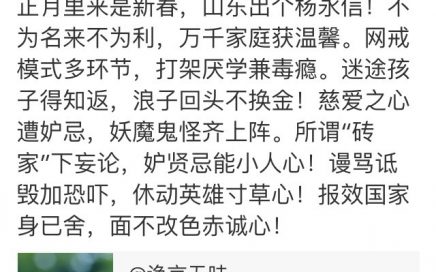 正月里来是新春，山东出个杨永信！不
为名来不为利，万千家庭获温馨。网戒
模式多环节，打架厌学兼毒瘾。迷途孩
子得知返，浪子回头不换金！慈爱之心
遭妒忌，妖魔鬼怪齐上阵。所谓“砖
家”下妄论，妒贤忌能小人心！谩骂诋
毁加恐吓，休动英雄寸草心！报效国家
身已舍，面不改色赤诚心！